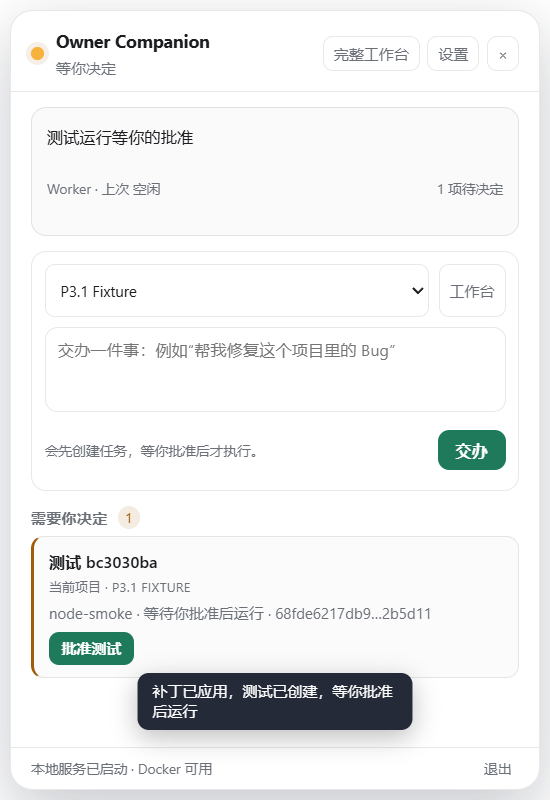 Owner Companion
等你决定
完整工作台
设置
×
测试运行等你的批准
Worker · 上次 空闲
1 项待决定
P3.1 Fixture
工作台
交办一件事：例如“帮我修复这个项目里的 Bug”
会先创建任务，等你批准后才执行。
交办
需要你决定 1
测试 bc3030ba
当前项目 · P3.1 FIXTURE
node-smoke · 等待你批准后运行 · 68fde6217db9…2b5d11
批准测试
补丁已应用，测试已创建，等你批准
后运行
本地服务已启动 · Docker 可用
退出